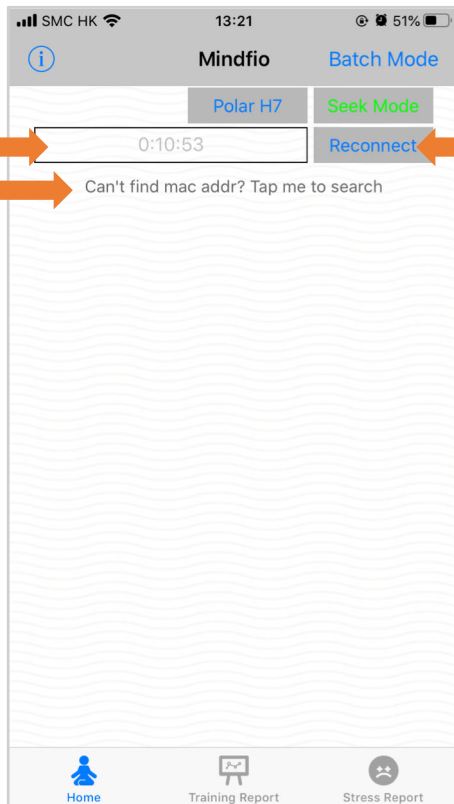 SMC HK 13:21 51%
Mindfio Batch Mode
Polar H7 Seek Mode
0:10:53 Reconnect
Can't find mac addr? Tap me to search
Home Training Report Stress Report